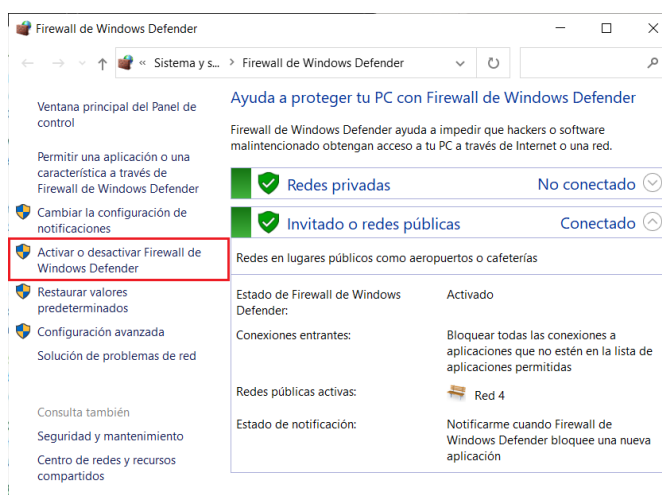 Firewall de Windows Defender
« Sistema y s... > Firewall de Windows Defender
Ventana principal del Panel de
control
Permitir una aplicación o una
característica a través de
Firewall de Windows Defender
Cambiar la configuración de
notificaciones
Activar o desactivar Firewall de
Windows Defender
Restaurar valores
predeterminados
Configuración avanzada
Solución de problemas de red
Consulta también
Seguridad y mantenimiento
Centro de redes y recursos
compartidos
Ayuda a proteger tu PC con Firewall de Windows Defender
Firewall de Windows Defender ayuda a impedir que hackers o software
malintencionado obtengan acceso a tu PC a través de Internet o una red.
Redes privadas No conectado
Invitado o redes públicas Conectado
Redes en lugares públicos como aeropuertos o cafeterías
Estado de Firewall de Windows
Defender:
Activado
Conexiones entrantes:
Bloquear todas las conexiones a
aplicaciones que no estén en la lista de
aplicaciones permitidas
Redes públicas activas:
Red 4
Estado de notificación:
Notificarme cuando Firewall de
Windows Defender bloquee una nueva
aplicación